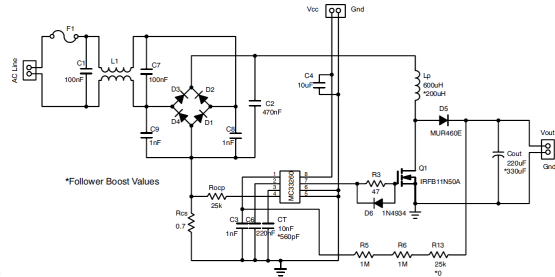 Vcc
Gnd
F1
AC Line
C1
100nF
L1
C7
100nF
D3
D2
D4
D1
C9
1nF
C8
1nF
C2
470nF
C4
10uF
Lp
600uH
*200uH
D5
MUR460E
Vout
Gnd
Cout
220uF
*330uF
Q1
IRFB11N50A
R3
47
D6
1N4934
MC33260
1
2
3
4
8
7
6
5
*Follower Boost Values
Rocp
25k
Rcs
0.7
C3
1nF
C6
220nF
CT
10nF
*560pF
R5
1M
R6
1M
R13
25k
*0